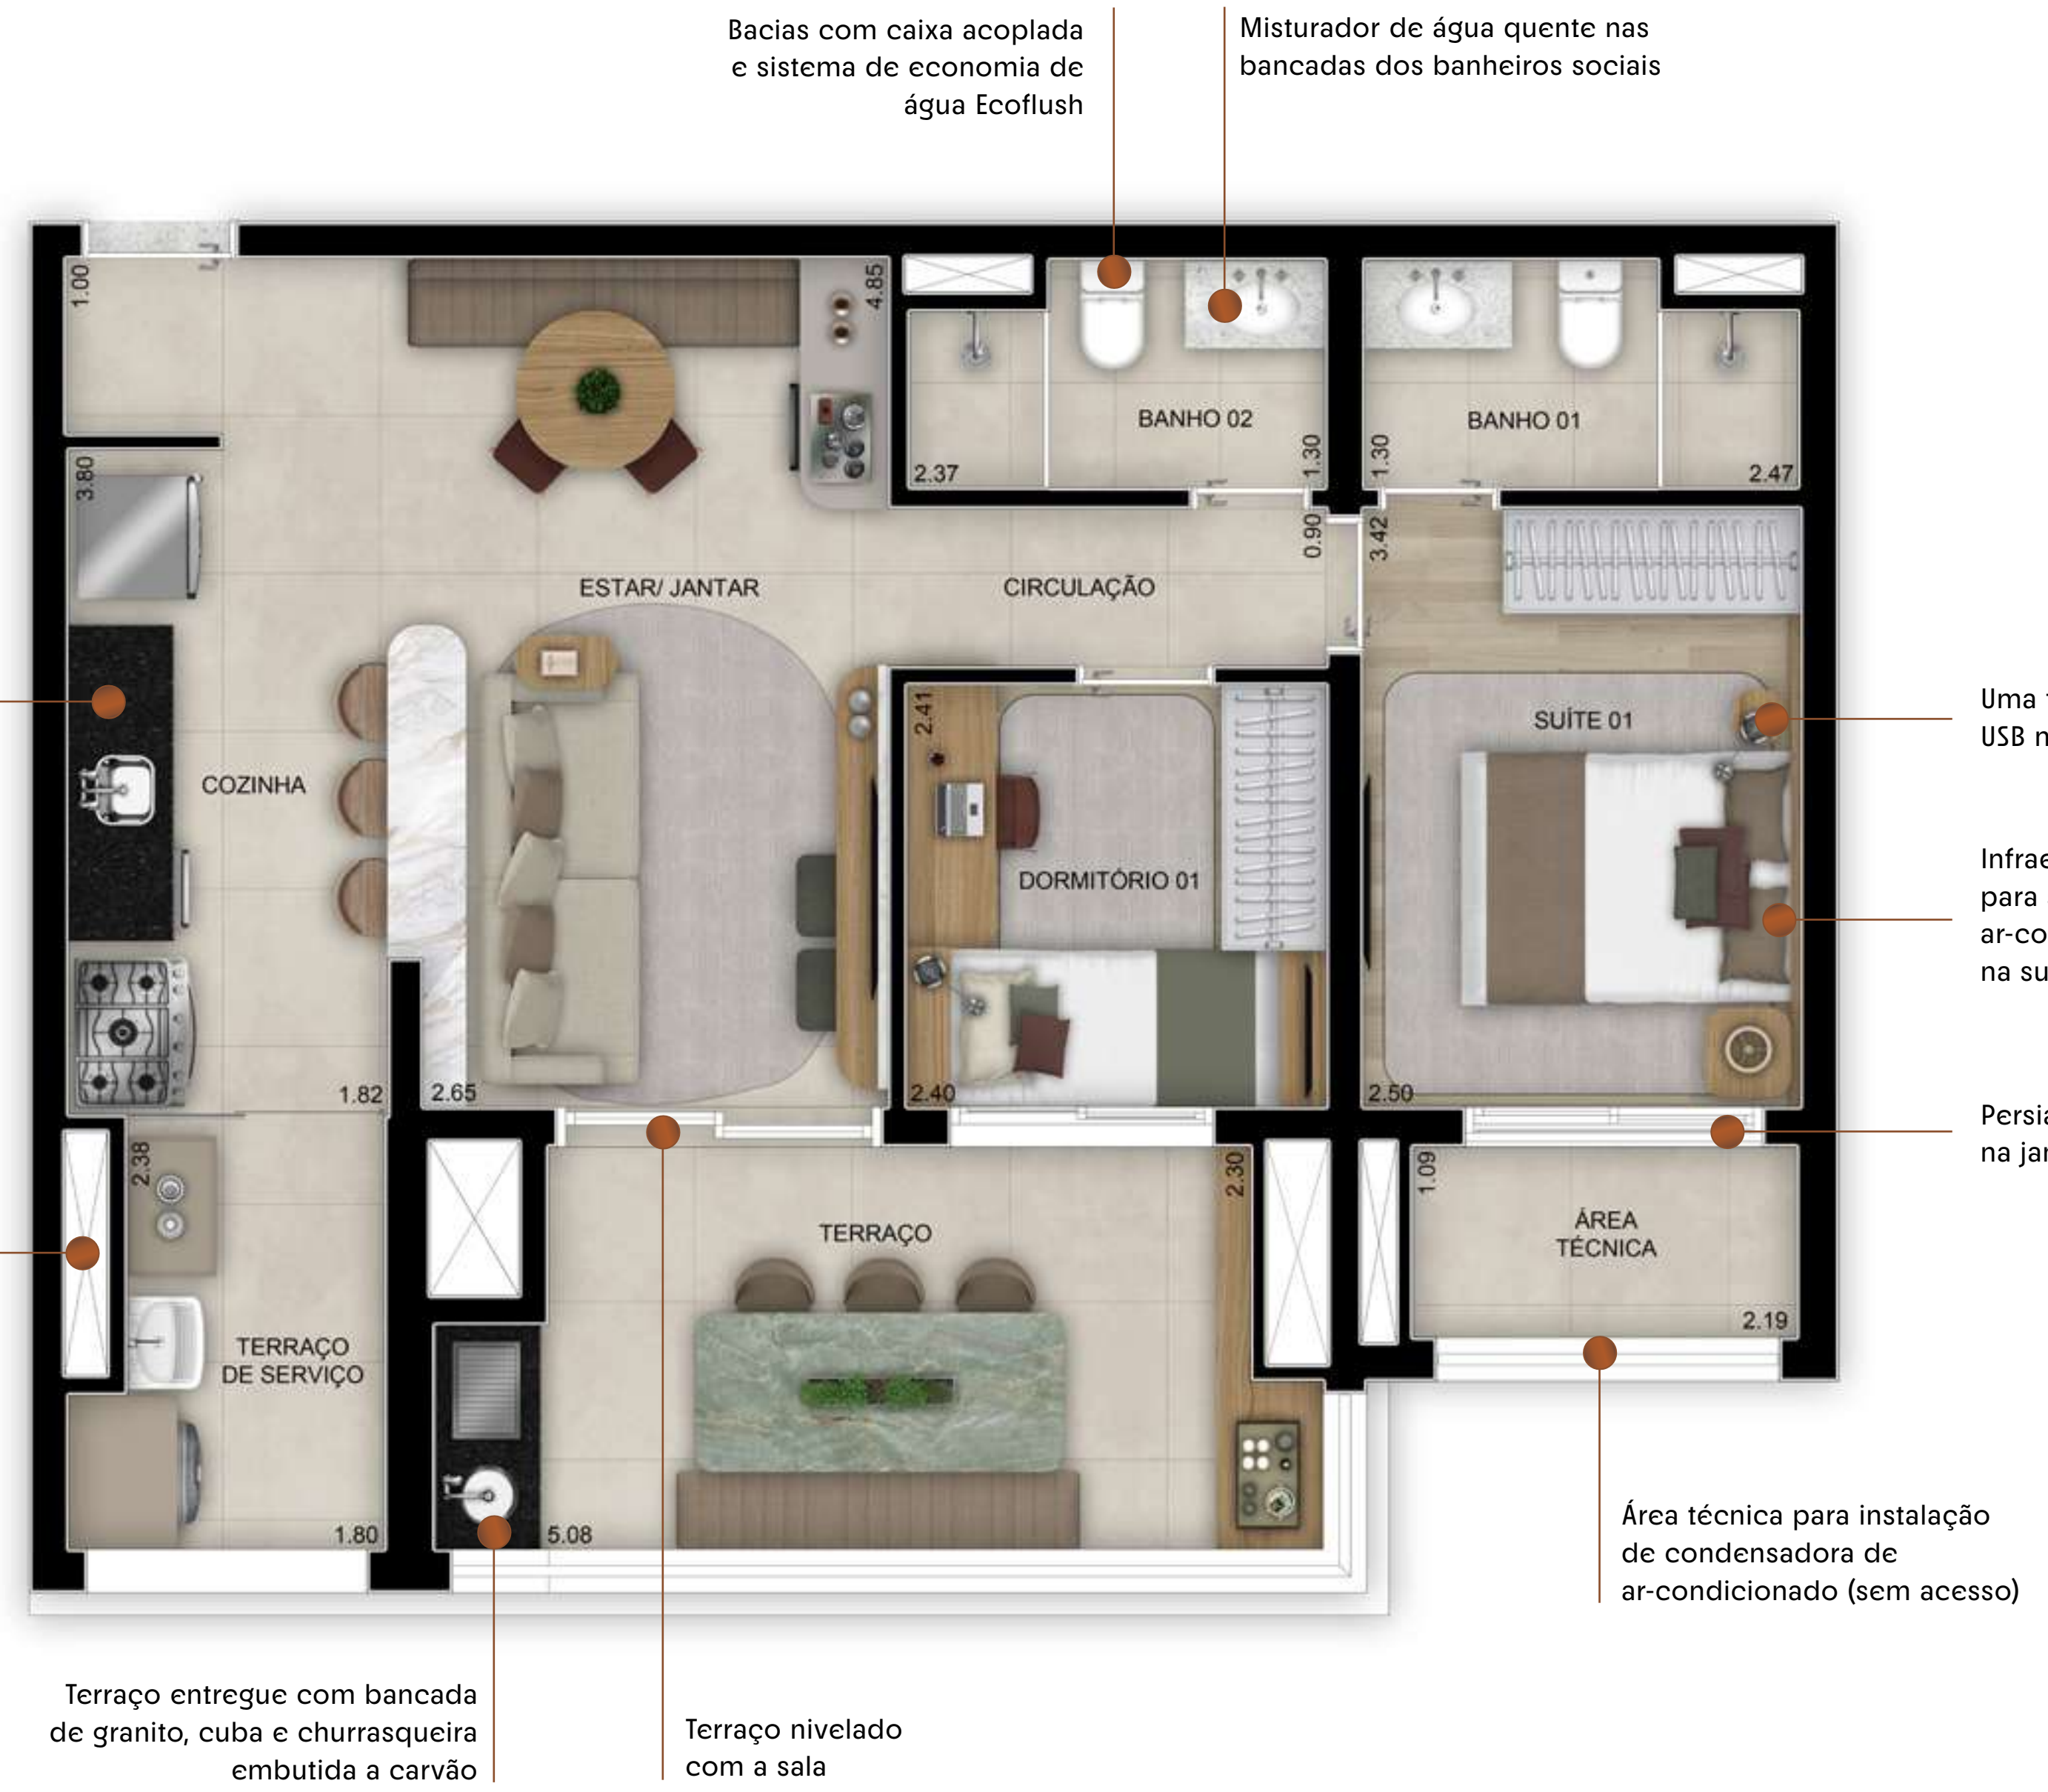 Bacias com caixa acoplada
e sistema de economia de
água Ecoflush
Misturador de água quente nas
bancadas dos banheiros sociais
1.00
4.85
BANHO 02
1.30
2.37
BANHO 01
1.30
2.47
3.80
0.90
3.42
ESTAR/ JANTAR
CIRCULAÇÃO
2.41
SUÍTE 01
Uma
USB
COZINHA
DORMITÓRIO 01
para
na
1.82
2.65
2.40
2.50
na
2.38
2.30
1.09
TERRAÇO
ÁREA
TÉCNICA
2.19
TERRAÇO
DE SERVIÇO
1.80
5.08
Área técnica para instalação
de condensadora de
ar-condicionado (sem acesso)
Terraço entregue com bancada
de granito, cuba e churrasqueira
embutida a carvão
Terraço nivelado
com a sala